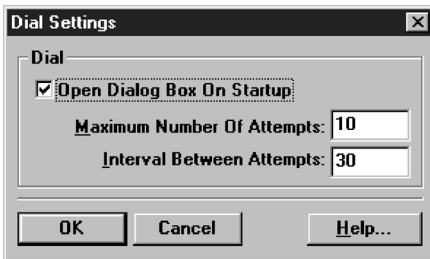 Dial Settings
Dial
Open Dialog Box On Startup
Maximum Number Of Attempts: 10
Interval Between Attempts: 30
OK Cancel Help...